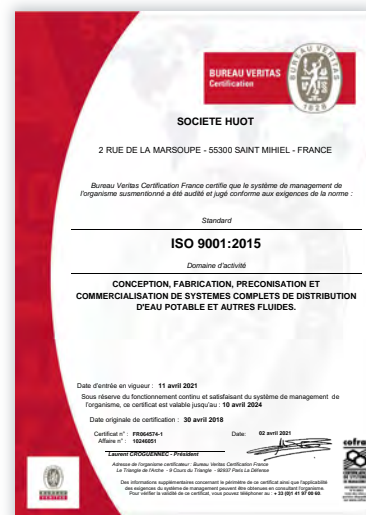 BUREAU VERITAS
Certification
BUREAU VERITAS
1828
SOCIETE HUOT
2 RUE DE LA MARSOUPE - 55300 SAINT MIHIEL - FRANCE
Bureau Veritas Certification France certifie que le système de management de
l'organisme susmentionné a été audité et jugé conforme aux exigences de la norme :
Standard
ISO 9001:2015
Domaine d'activité
CONCEPTION, FABRICATION, PRECONISATION ET
COMMERCIALISATION DE SYSTEMES COMPLETS DE DISTRIBUTION
D'EAU POTABLE ET AUTRES FLUIDES.
Date d'entrée en vigueur : 11 avril 2021
Sous réserve du fonctionnement continu et satisfaisant du système de management de
l'organisme, ce certificat est valable jusqu'au : 10 avril 2024
Date originale de certification : 30 avril 2018
Certificat n° : FR064574-1 Date: 02 avril 2021
Affaire n° : 10246051
Laurent CROGUENNEC - Président
Adresse de l'organisme certificateur : Bureau Veritas Certification France
Le Triangle de l'Arche - 9 Cours du Triangle - 92937 Paris La Défense
Des informations supplémentaires concernant le périmètre de ce certificat ainsi que l'applicabilité
des exigences du système de management peuvent être obtenues en consultant l'organisme.
Pour vérifier la validité de ce certificat, vous pouvez téléphoner au : + 33 (0)1 41 97 00 60.
cofra